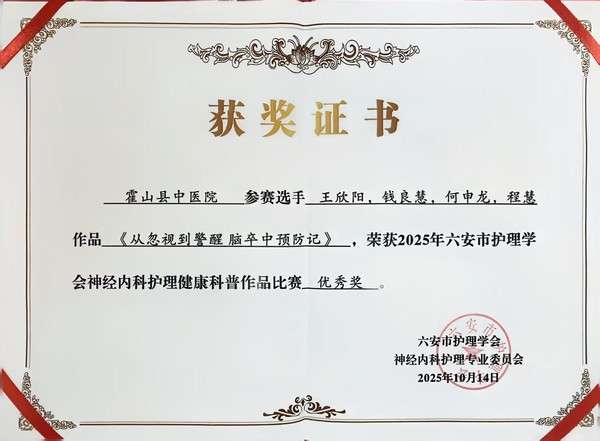 获奖证书
霍山县中医院 参赛选手 王欣阳，钱良慧，何申龙，程慧
作品 《从忽视到警醒 脑卒中预防记》 ，荣获2025年六安市护理学
会神经内科护理健康科普作品比赛 优秀奖 。
六安市护理学会
神经内科护理专业委员会
2025年10月14日